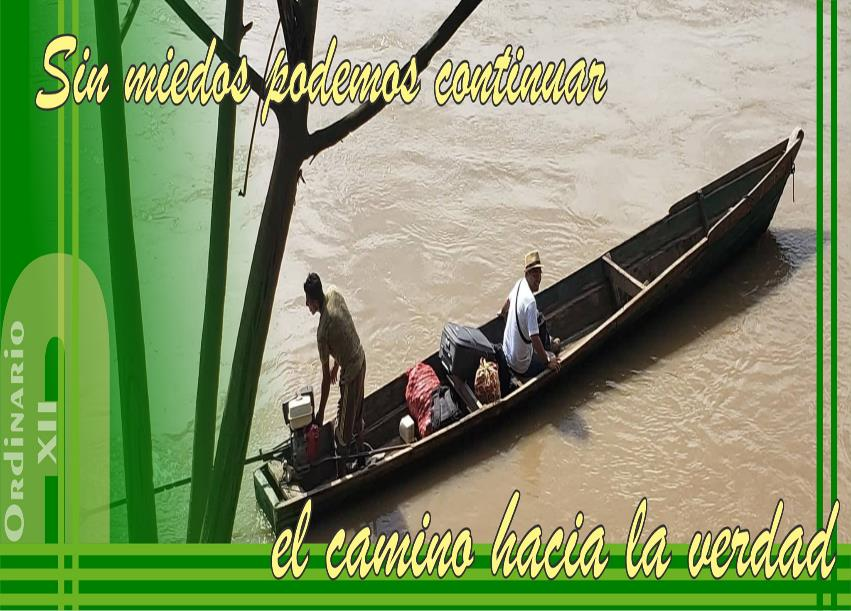 Sin miedos podemos continuar
Ordinario
XII
el camino hacia la verdad